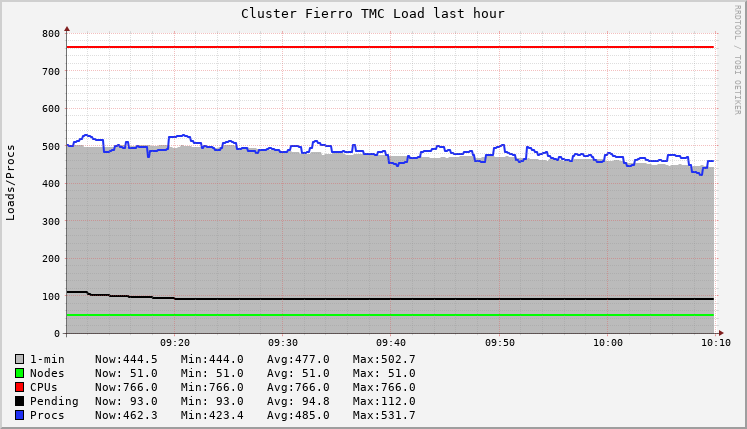 Cluster Fierro TMC Load last hour
RRDTOOL / TOBI OETIKER
Loads/Procs
800
700
600
500
400
300
200
100
0
09:20 09:30 09:40 09:50 10:00 10:10
1-min Now:444.5 Min:444.0 Avg:477.0 Max:502.7
Nodes Now: 51.0 Min: 51.0 Avg: 51.0 Max: 51.0
CPUs Now:766.0 Min:766.0 Avg:766.0 Max:766.0
Pending Now: 93.0 Min: 93.0 Avg: 94.8 Max:112.0
Procs Now:462.3 Min:423.4 Avg:485.0 Max:531.7